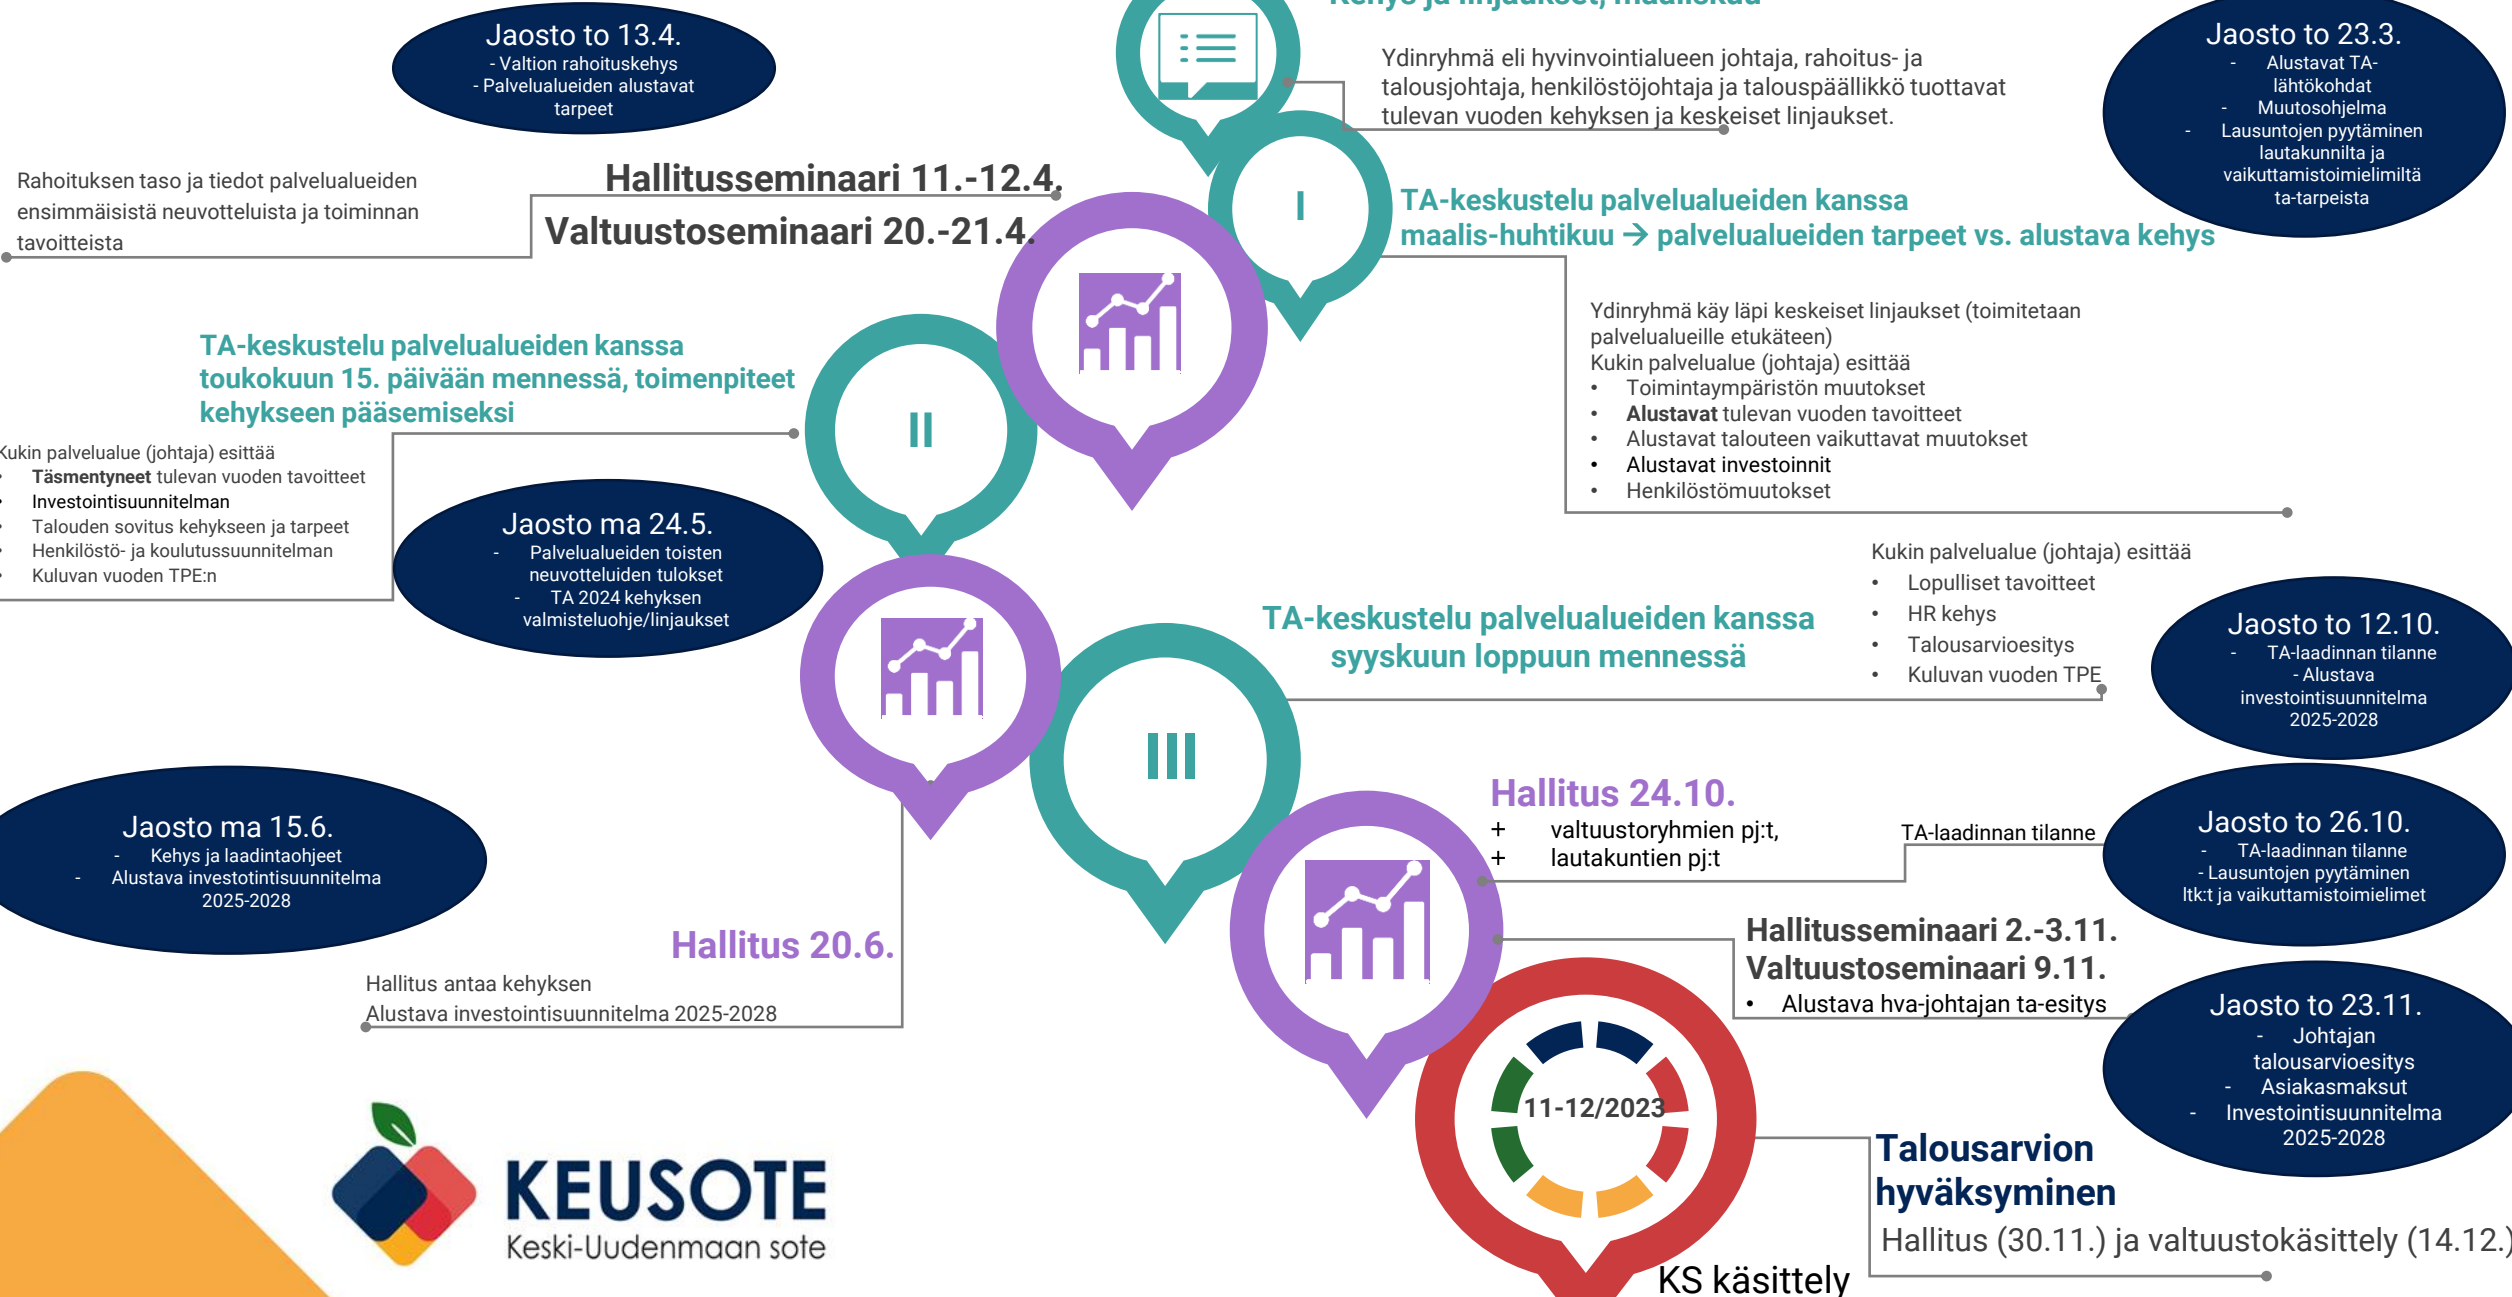 Kehys ja linjaukset, maaliskuu
Ydinryhmä eli hyvinvointialueen johtaja, rahoitus- ja
talousjohtaja, henkilöstöjohtaja ja talouspäällikkö tuottavat
tulevan vuoden kehyksen ja keskeiset linjaukset.
Jaosto to 23.3.
- Alustavat TA-
lähtökohdat
- Muutosohjelma
- Lausuntojen pyytäminen
lautakunnilta ja
vaikuttamistoimielimiltä
ta-tarpeista
Jaosto to 13.4.
- Valtion rahoituskehys
- Palvelualueiden alustavat
tarpeet
I
TA-keskustelu palvelualueiden kanssa
maalis-huhtikuu → palvelualueiden tarpeet vs. alustava kehys
Ydinryhmä käy läpi keskeiset linjaukset (toimitetaan
palvelualueille etukäteen)
Kukin palvelualue (johtaja) esittää
• Toimintaympäristön muutokset
• Alustavat tulevan vuoden tavoitteet
• Alustavat talouteen vaikuttavat muutokset
• Alustavat investoinnit
• Henkilöstömuutokset
Hallitusseminaari 11.-12.4.
Valtuustoseminaari 20.-21.4.
Rahoituksen taso ja tiedot palvelualueiden
ensimmäisistä neuvotteluista ja toiminnan
tavoitteista
II
TA-keskustelu palvelualueiden kanssa
toukokuun 15. päivään mennessä, toimenpiteet
kehykseen pääsemiseksi
Kukin palvelualue (johtaja) esittää
• Täsmentyneet tulevan vuoden tavoitteet
• Investointisuunnitelman
• Talouden sovitus kehykseen ja tarpeet
• Henkilöstö- ja koulutussuunnitelman
• Kuluvan vuoden TPE:n
Jaosto ma 24.5.
- Palvelualueiden toisten
neuvotteluiden tulokset
- TA 2024 kehyksen
valmisteluohje/linjaukset
Jaosto ma 15.6.
- Kehys ja laadintaohjeet
- Alustava investotintisuunnitelma
2025-2028
Hallitus 20.6.
Hallitus antaa kehyksen
Alustava investointisuunnitelma 2025-2028
III
TA-keskustelu palvelualueiden kanssa
syyskuun loppuun mennessä
Kukin palvelualue (johtaja) esittää
• Lopulliset tavoitteet
• HR kehys
• Talousarvioesitys
• Kuluvan vuoden TPE
Jaosto to 12.10.
- TA-laadinnan tilanne
- Alustava
investointisuunnitelma
2025-2028
Hallitus 24.10.
+ valtuustoryhmien pj:t,
+ lautakuntien pj:t
TA-laadinnan tilanne
Jaosto to 26.10.
- TA-laadinnan tilanne
- Lausuntojen pyytäminen
ltk:t ja vaikuttamistoimielimet
Hallitusseminaari 2.-3.11.
Valtuustoseminaari 9.11.
• Alustava hva-johtajan ta-esitys
Jaosto to 23.11.
- Johtajan
talousarvioesitys
- Asiakasmaksut
- Investointisuunnitelma
2025-2028
11-12/2023
Talousarvion
hyväksyminen
Hallitus (30.11.) ja valtuustokäsittely (14.12.)
KS käsittely
KEUSOTE
Keski-Uudenmaan sote